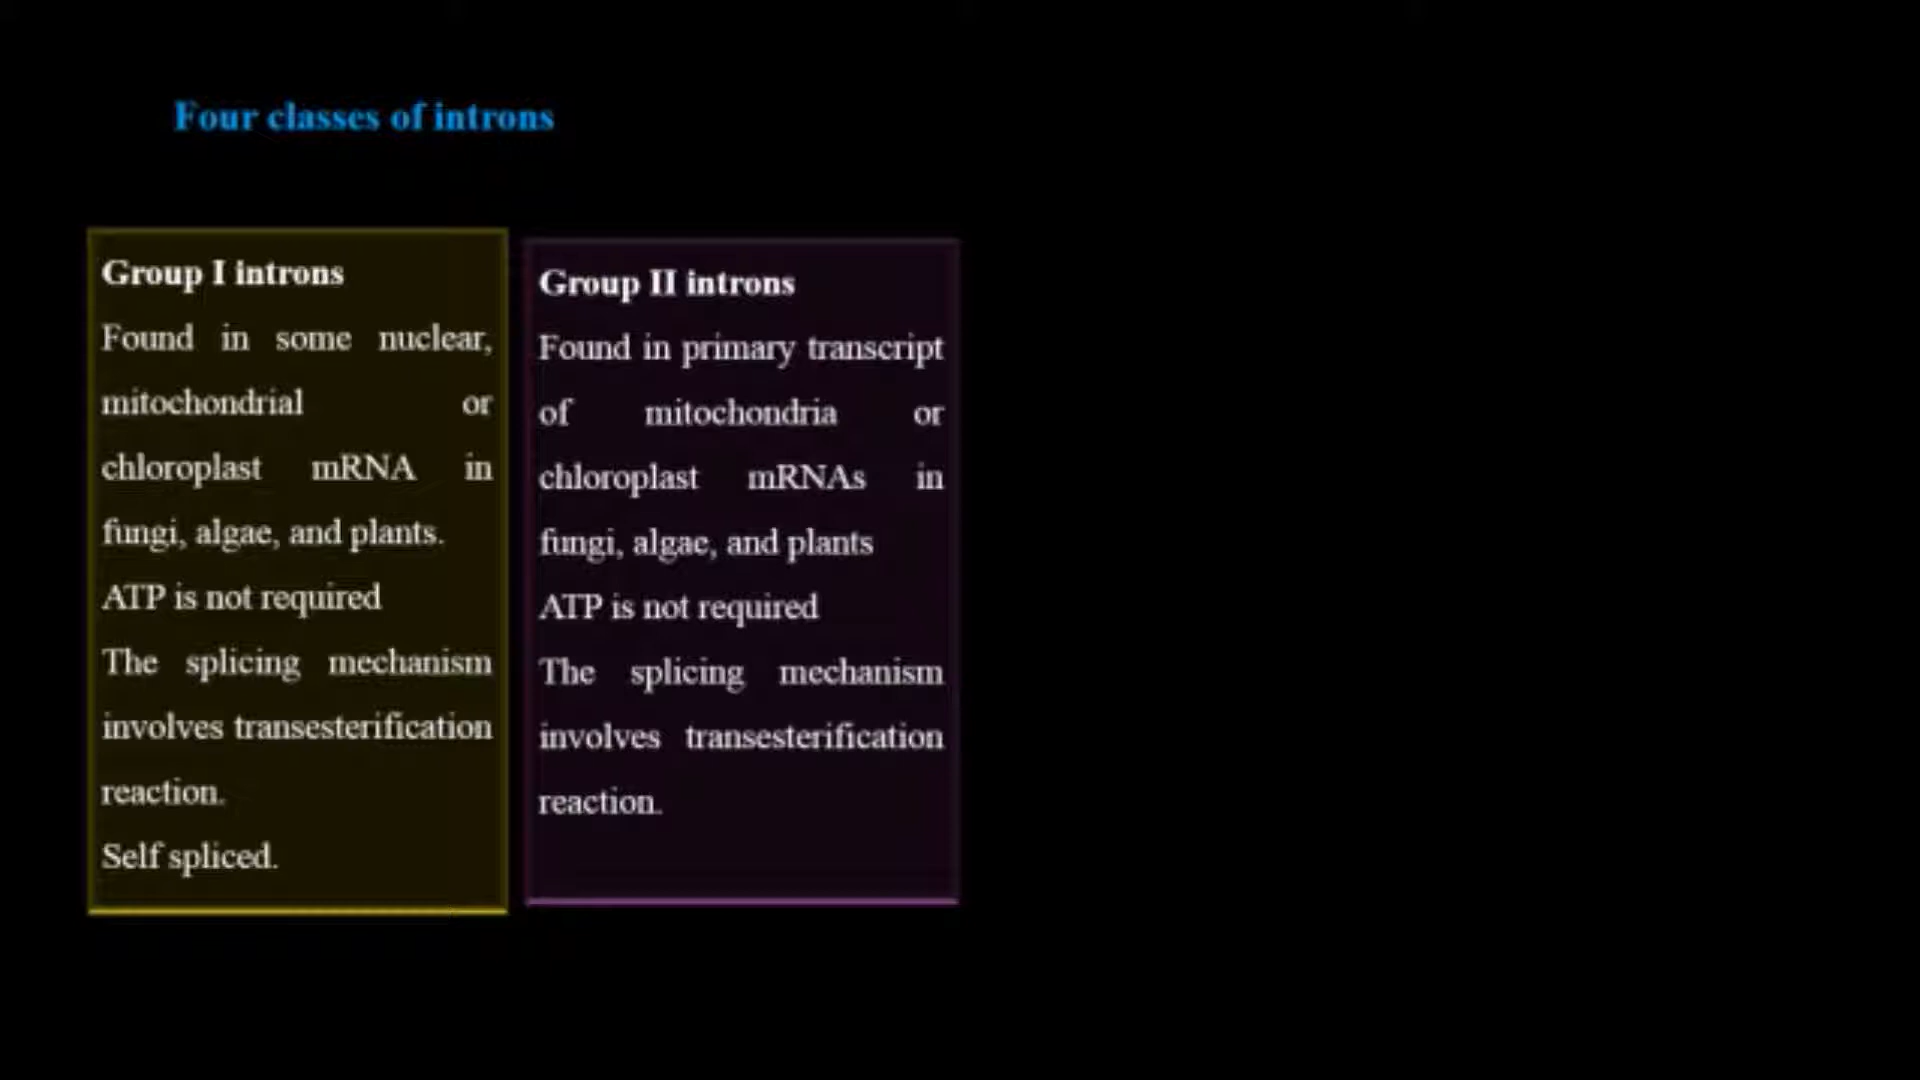 Four classes of introns
Group I introns
Found in some nuclear,
mitochondrial or
chloroplast mRNA in
fungi, algae, and plants.
ATP is not required
The splicing mechanism
involves transesterification
reaction.
Self spliced.
Group II introns
Found in primary transcript
of mitochondria or
chloroplast mRNAs in
fungi, algae, and plants
ATP is not required
The splicing mechanism
involves transesterification
reaction.